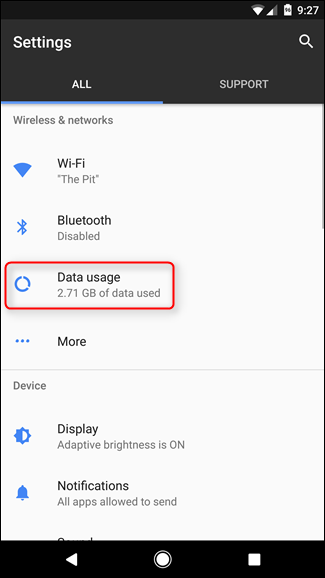 9:27
Settings
ALL SUPPORT
Wireless & networks
Wi-Fi
"The Pit"
Bluetooth
Disabled
Data usage
2.71 GB of data used
More
Device
Display
Adaptive brightness is ON
Notifications
All apps allowed to send